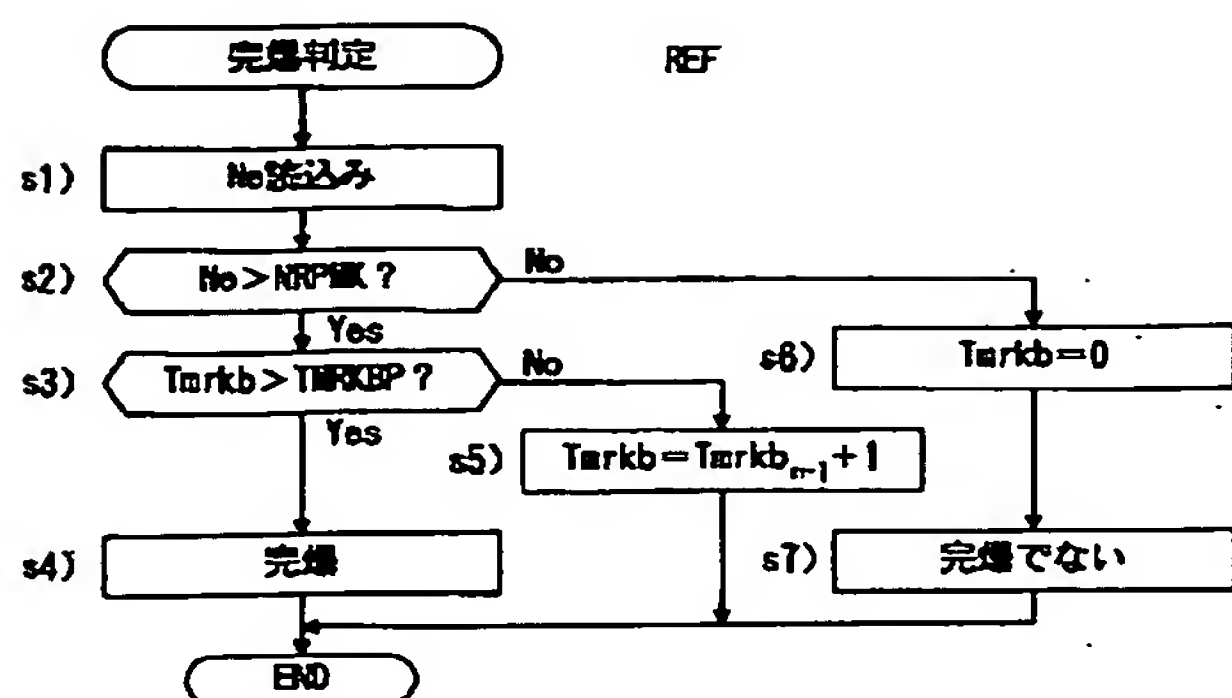 完爆判定
REF
s1) Ne読込み
s2) Ne>NRPMK?
No
Yes
s3) Tmrkb>TMRKBP?
No
s6) Tmrkb=0
Yes
s5) Tmrkb=Tmrkbn-1+1
s4) 完爆
s7) 完爆でない
END